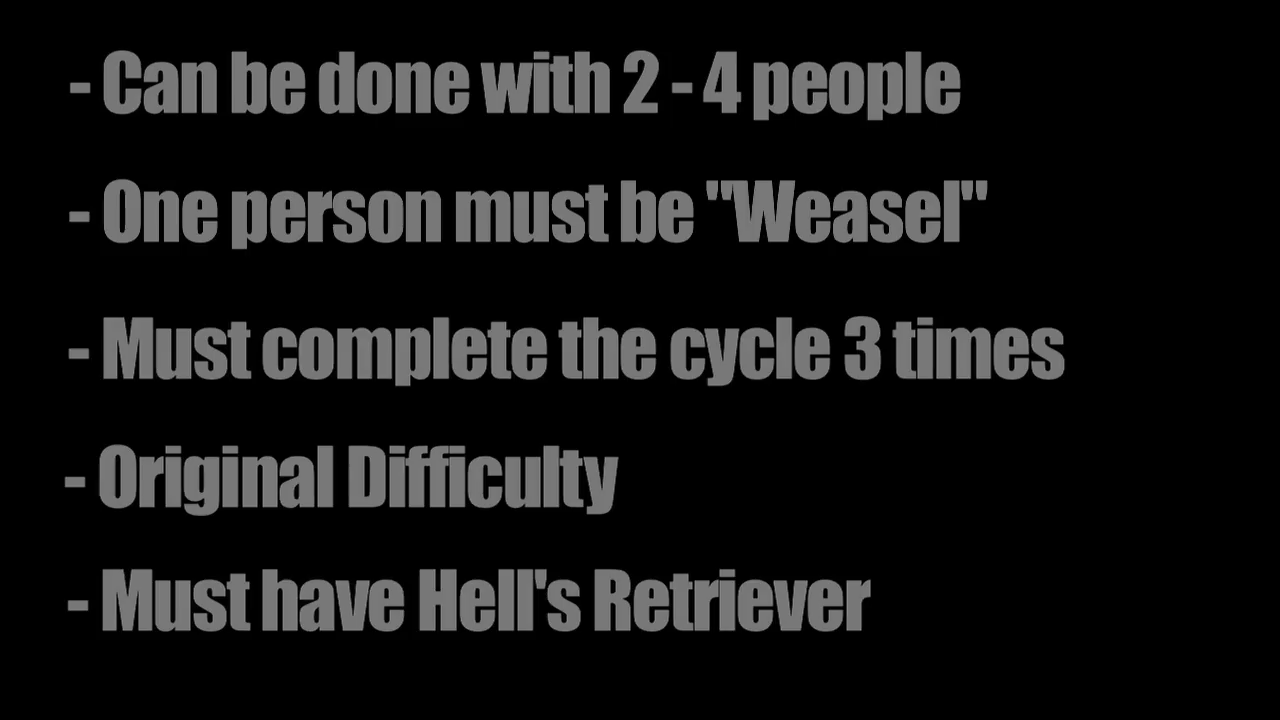 - Can be done with 2 - 4 people
- One person must be "Weasel"
- Must complete the cycle 3 times
- Original Difficulty
- Must have Hell's Retriever